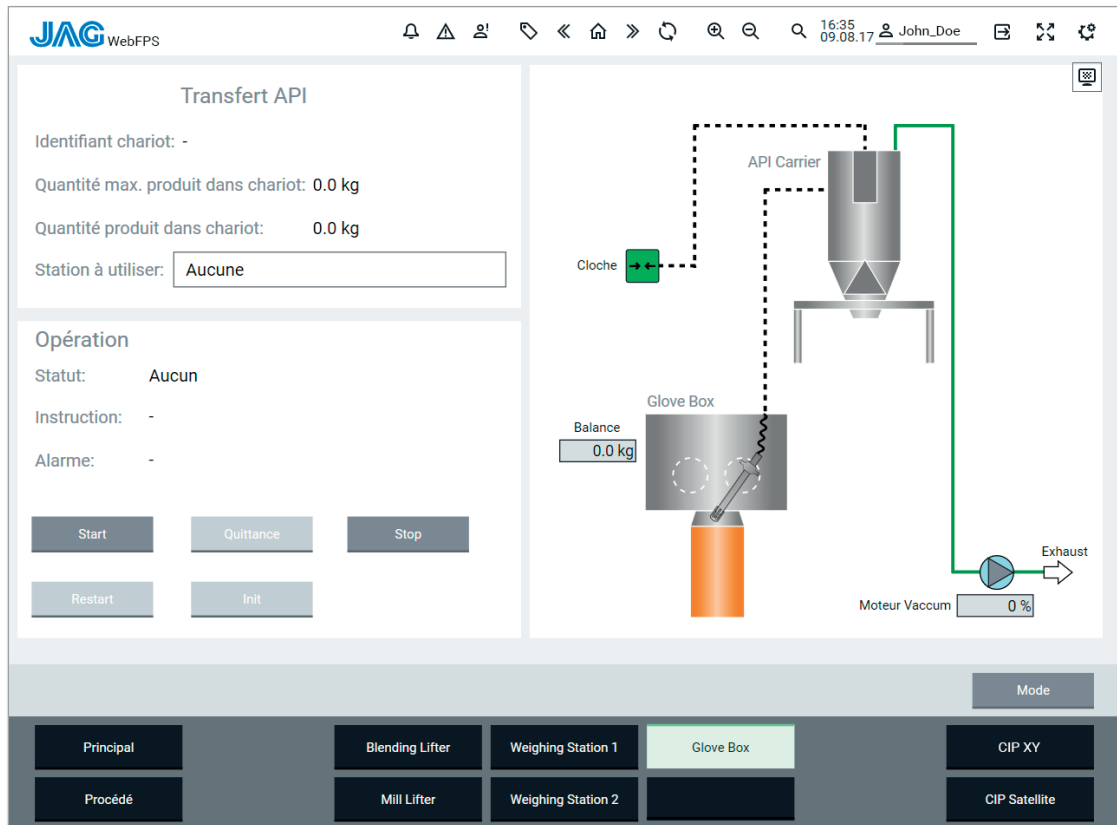 JAG WebFPS
16:35
09.08.17 John_Doe
Transfert API
Identifiant chariot: -
Quantité max. produit dans chariot: 0.0 kg
Quantité produit dans chariot: 0.0 kg
Station à utiliser: Aucune
Opération
Statut: Aucun
Instruction: -
Alarme: -
Start Quittance Stop
Restart Init
API Carrier
Cloche
Glove Box
Balance
0.0 kg
Exhaust
Moteur Vaccum 0 %
Mode
Principal Blending Lifter Weighing Station 1 Glove Box CIP XY
Procédé Mill Lifter Weighing Station 2 CIP Satellite